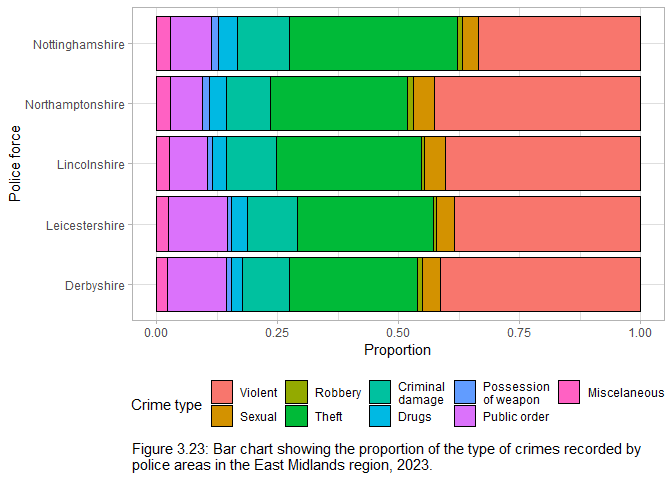 Police force
Nottinghamshire
Northamptonshire
Lincolnshire
Leicestershire
Derbyshire
0.00 0.25 0.50 0.75 1.00
Proportion
Crime type
Violent Robbery Criminal damage Possession of weapon Miscelaneous
Sexual Theft Drugs Public order
Figure 3.23: Bar chart showing the proportion of the type of crimes recorded by
police areas in the East Midlands region, 2023.